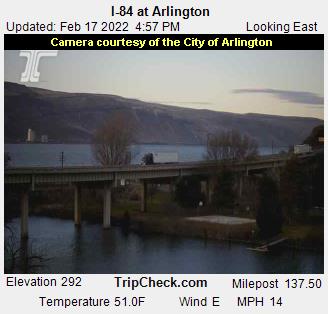 I-84 at Arlington
Updated: Feb 17 2022 4:57 PM Looking East
Camera courtesy of the City of Arlington
Elevation 292 TripCheck.com Milepost 137.50
Temperature 51.0F Wind E MPH 14